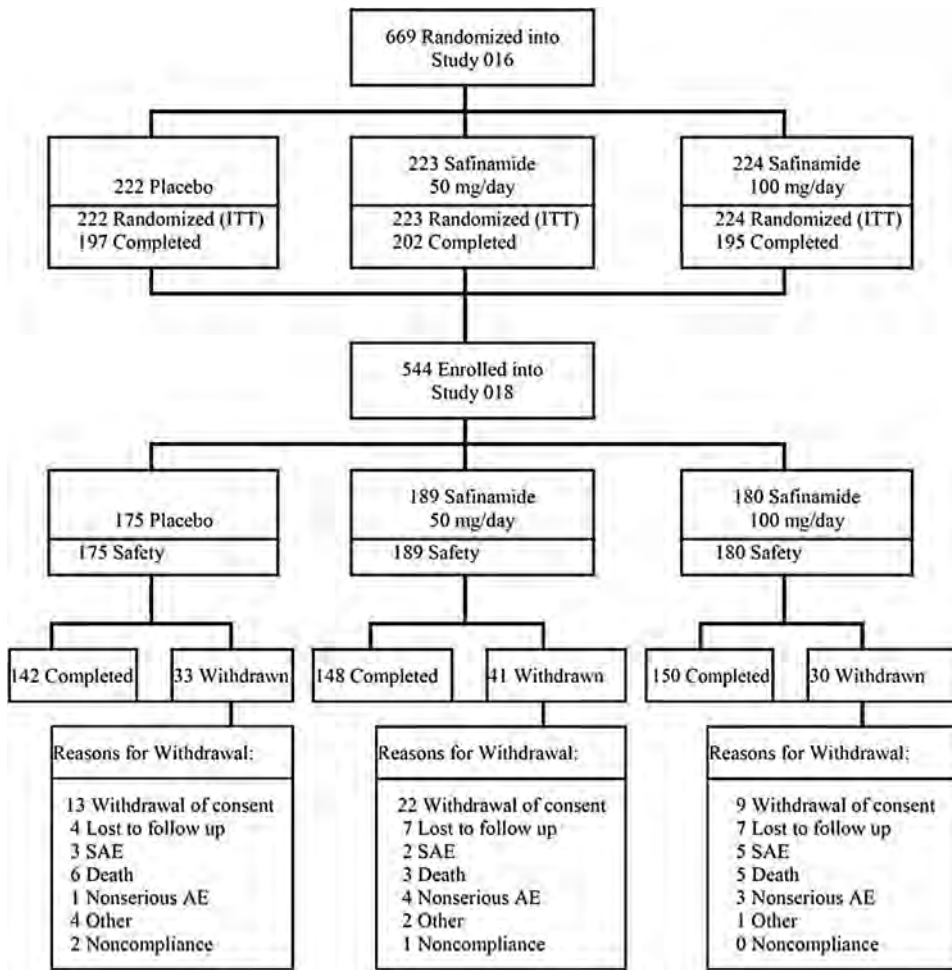 669 Randomized into
Study 016
222 Placebo
222 Randomized (ITT)
197 Completed
223 Safinamide
50 mg/day
223 Randomized (ITT)
202 Completed
224 Safinamide
100 mg/day
224 Randomized (ITT)
195 Completed
544 Enrolled into
Study 018
175 Placebo
175 Safety
189 Safinamide
50 mg/day
189 Safety
180 Safinamide
100 mg/day
180 Safety
142 Completed
33 Withdrawn
148 Completed
41 Withdrawn
150 Completed
30 Withdrawn
Reasons for Withdrawal:
13 Withdrawal of consent
4 Lost to follow up
3 SAE
6 Death
1 Nonserious AE
4 Other
2 Noncompliance
Reasons for Withdrawal:
22 Withdrawal of consent
7 Lost to follow up
2 SAE
3 Death
4 Nonserious AE
2 Other
1 Noncompliance
Reasons for Withdrawal:
9 Withdrawal of consent
7 Lost to follow up
5 SAE
5 Death
3 Nonserious AE
1 Other
0 Noncompliance